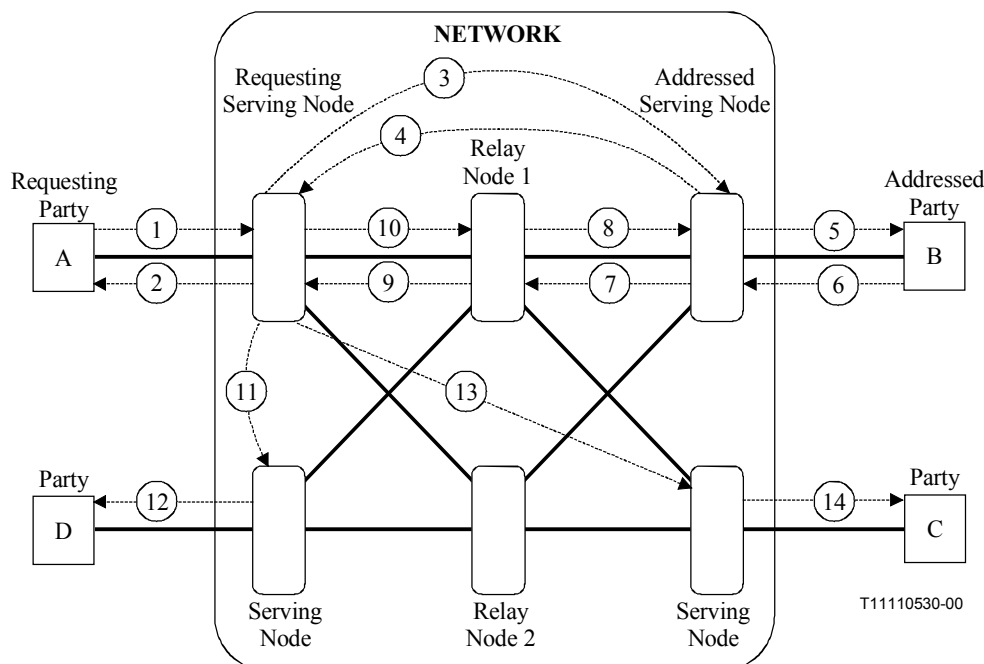 NETWORK
Requesting
Serving Node
3
Addressed
Serving Node
4
Relay
Node 1
Requesting
Party
Addressed
Party
1
10
8
5
A
B
2
9
7
6
11
13
Party
Party
12
14
D
C
Serving
Node
Relay
Node 2
Serving
Node
T11110530-00